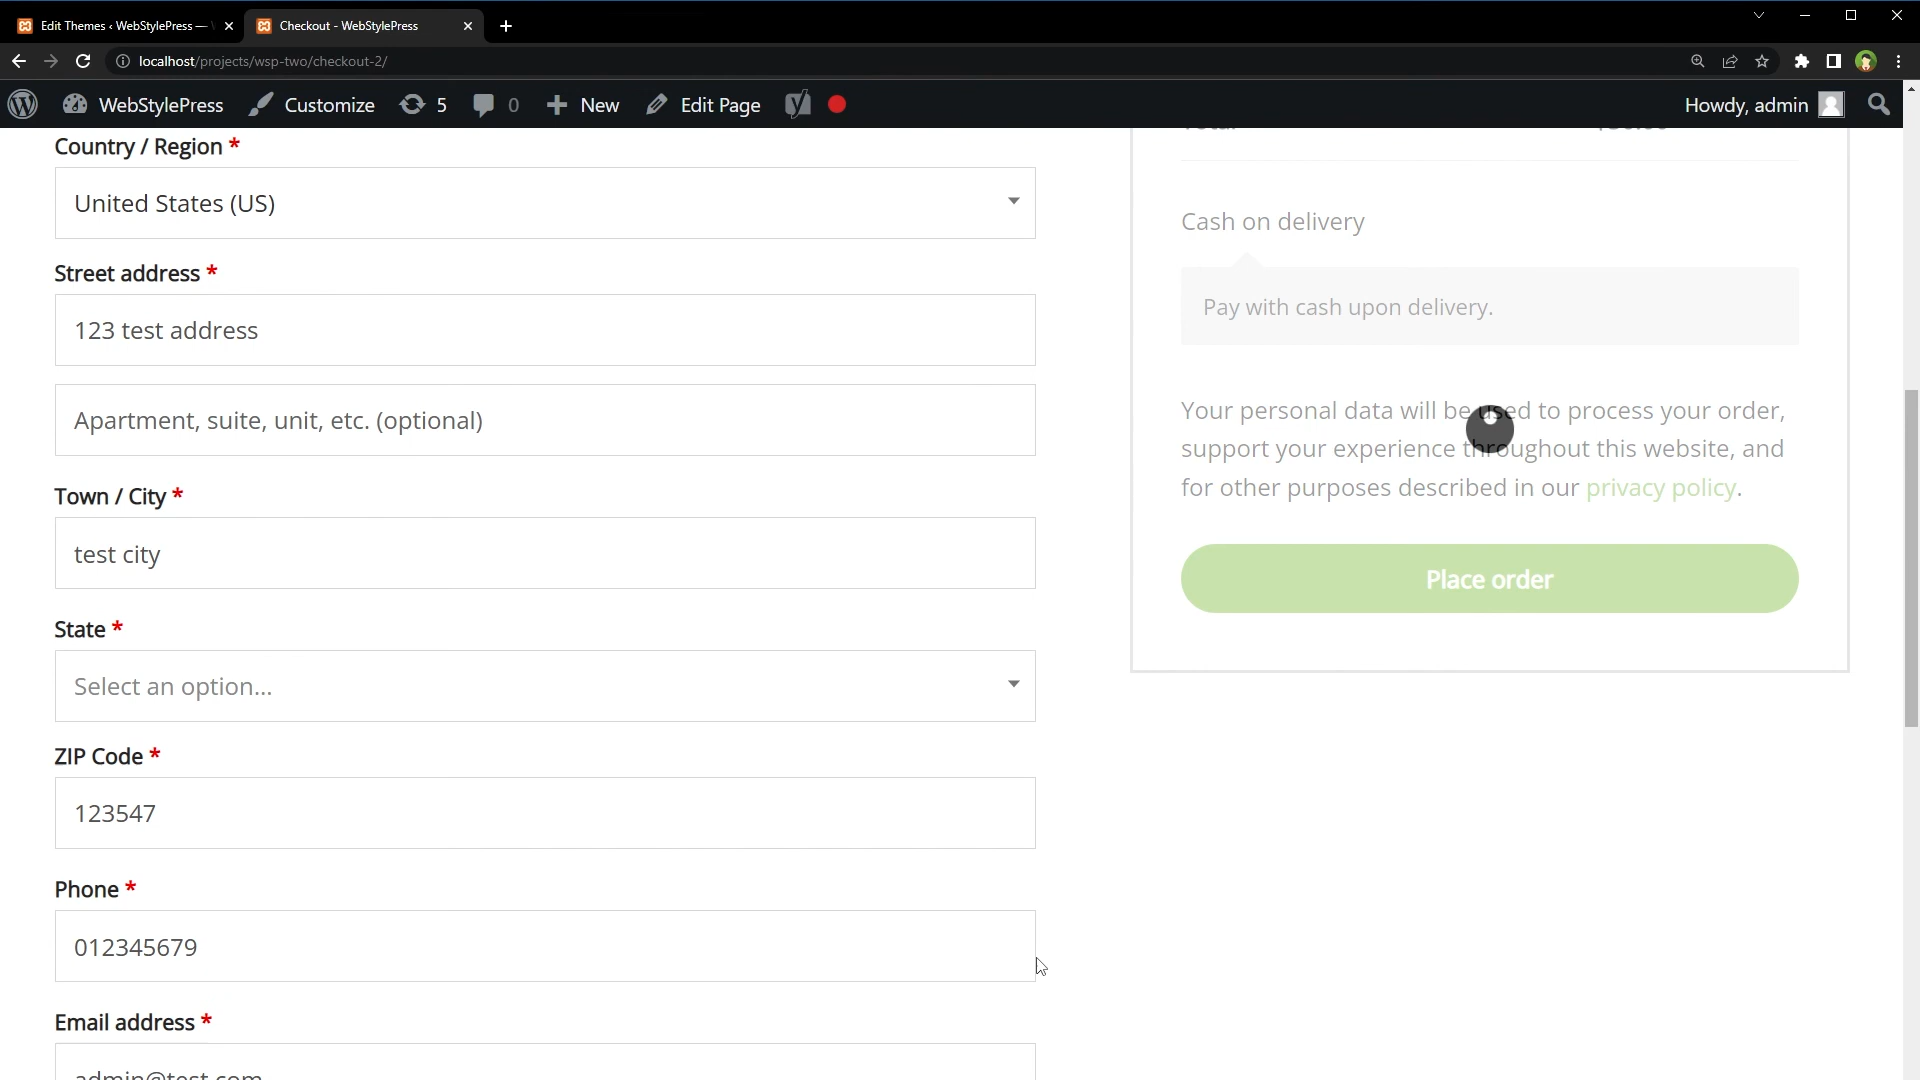 Edit Themes ‹ WebStylePress —
Checkout - WebStylePress
localhost/projects/wsp-two/checkout-2/
WebStylePress
Customize
5
0
New
Edit Page
Howdy, admin
Country / Region *
United States (US)
Street address *
123 test address
Apartment, suite, unit, etc. (optional)
Town / City *
test city
State *
Select an option...
ZIP Code *
123547
Phone *
012345679
Email address *
admin@test.com
Total
Cash on delivery
Pay with cash upon delivery.
Your personal data will be used to process your order,
support your experience throughout this website, and
for other purposes described in our privacy policy.
Place order